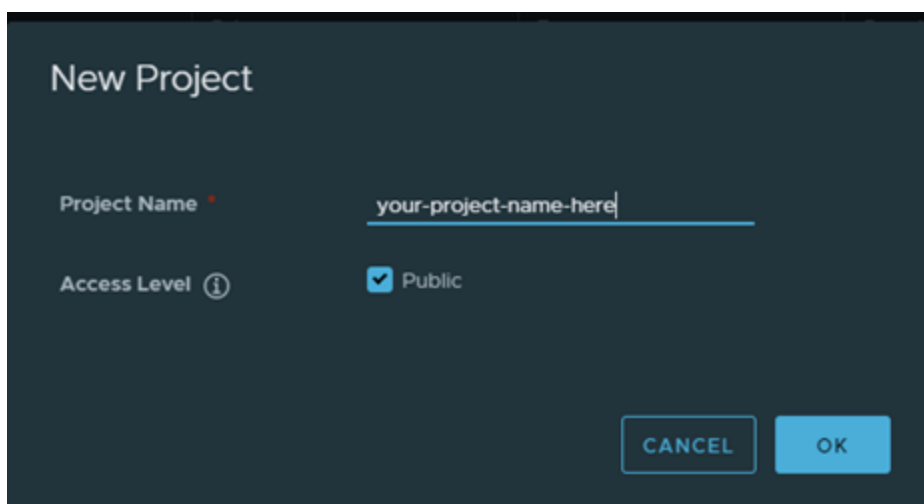 New Project
Project Name *
your-project-name-here
Access Level
Public
CANCEL
OK